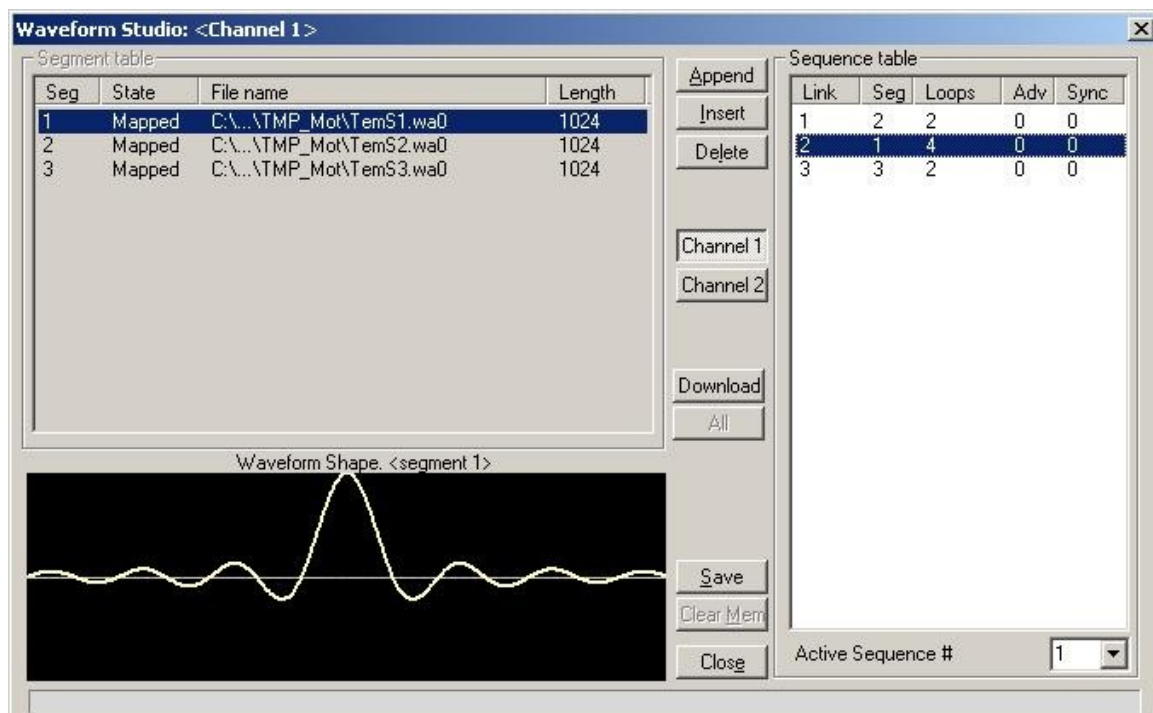 Waveform Studio: <Channel 1>
Segment table
Seg State File name Length
1 Mapped C:\...\TMP_Mot\TemS1.wa0 1024
2 Mapped C:\...\TMP_Mot\TemS2.wa0 1024
3 Mapped C:\...\TMP_Mot\TemS3.wa0 1024
Waveform Shape. <segment 1>
Append
Insert
Delete
Channel 1
Channel 2
Download
All
Save
Clear Mem
Close
Sequence table
Link Seg Loops Adv Sync
1 2 2 0 0
2 1 4 0 0
3 3 2 0 0
Active Sequence # 1